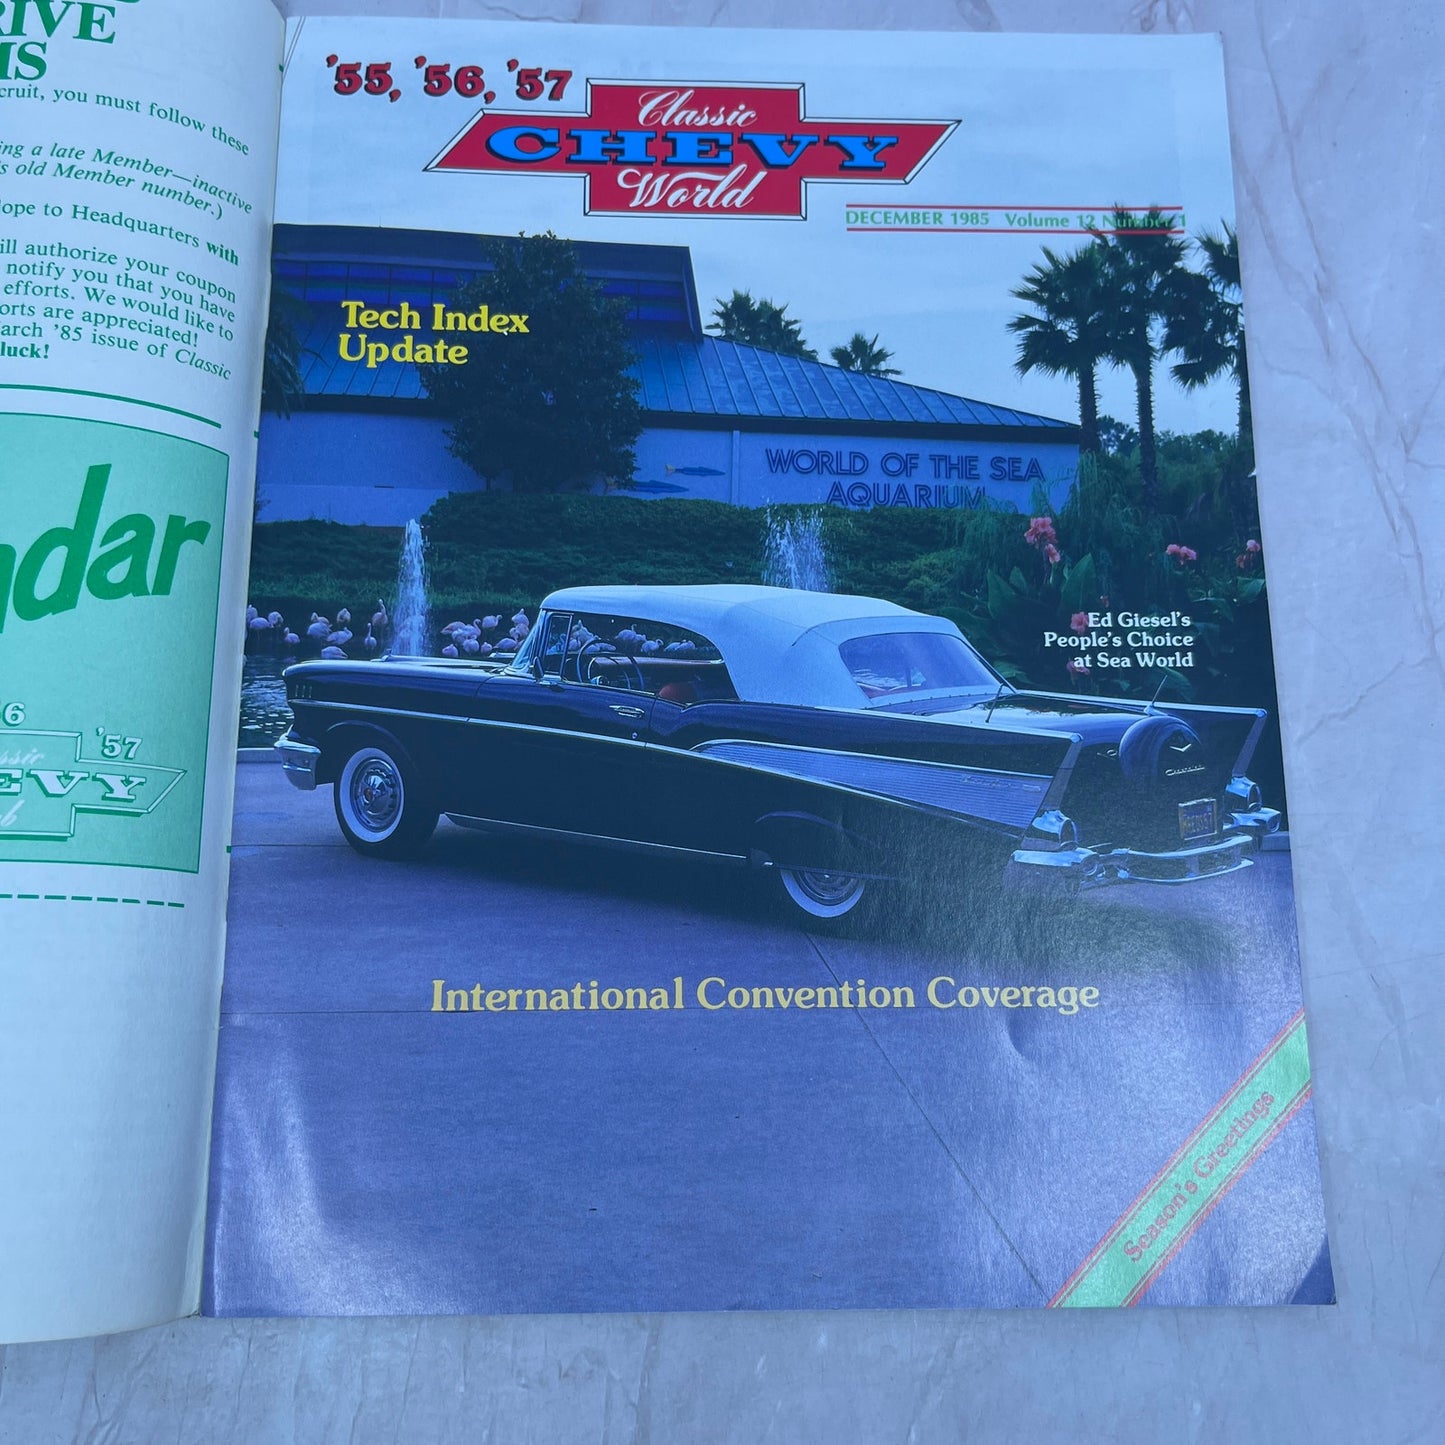 RIVE
MS
cruit, you must follow these
ing a late Member—inactive
's old Member number.)
lope to Headquarters with
ill authorize your coupon
notify you that you have
efforts. We would like to
orts are appreciated!
arch '85 issue of Classic
luck!
ndar
'57
CHEVY
'55, '56, '57
Classic
CHEVY
World
DECEMBER 1985 Volume 12 Number 1
Tech Index
Update
WORLD OF THE SEA
AQUARIUM
Ed Giesel's
People's Choice
at Sea World
International Convention Coverage
Season's Greetings